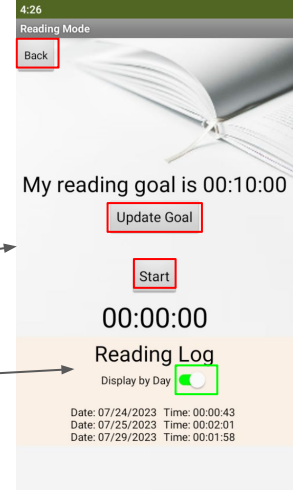 4:26
Reading Mode
Back
My reading goal is 00:10:00
Update Goal
Start
00:00:00
Reading Log
Display by Day
Date: 07/24/2023 Time: 00:00:43
Date: 07/25/2023 Time: 00:02:01
Date: 07/29/2023 Time: 00:01:58